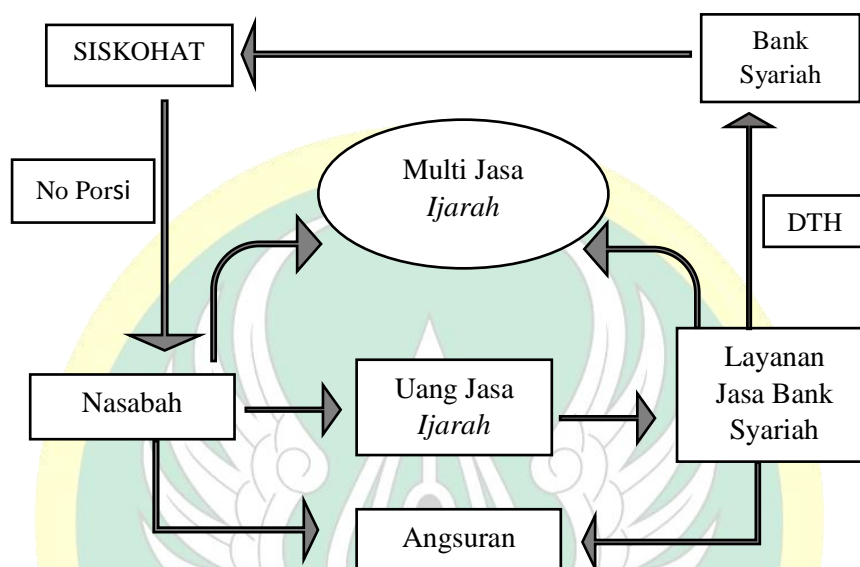 SISKOHAT
Bank
Syariah
No Porsi
Multi Jasa
Ijarah
DTH
Nasabah
Uang Jasa
Ijarah
Layanan
Jasa Bank
Syariah
Angsuran